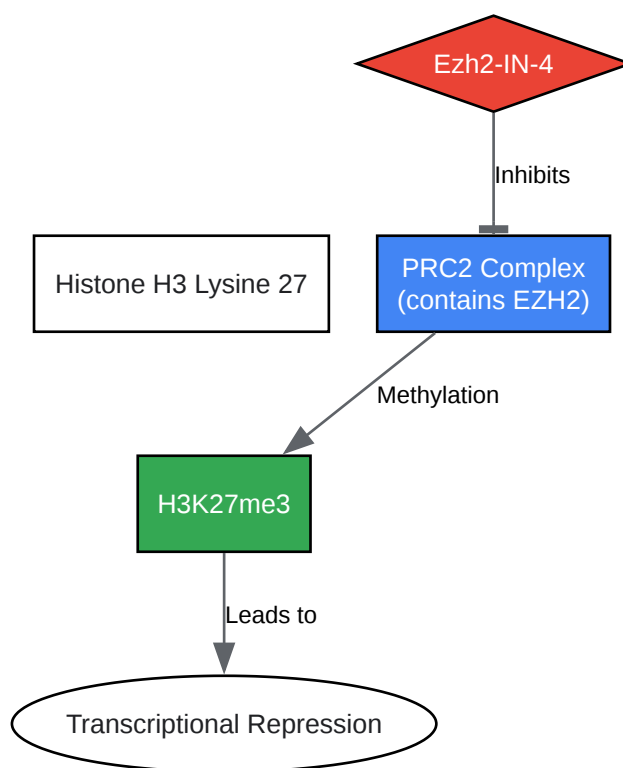 Ezh2-IN-4
Inhibits
Histone H3 Lysine 27
PRC2 Complex
(contains EZH2)
Methylation
H3K27me3
Leads to
Transcriptional Repression